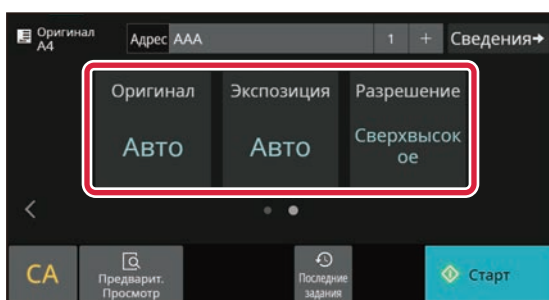 Оригинал
A4
Адрес AAA 1 + Сведения→
Оригинал Экспозиция Разрешение
Авто Авто Сверхвысок
ое
CA Предварит.
Просмотр
Последние
задания
Старт